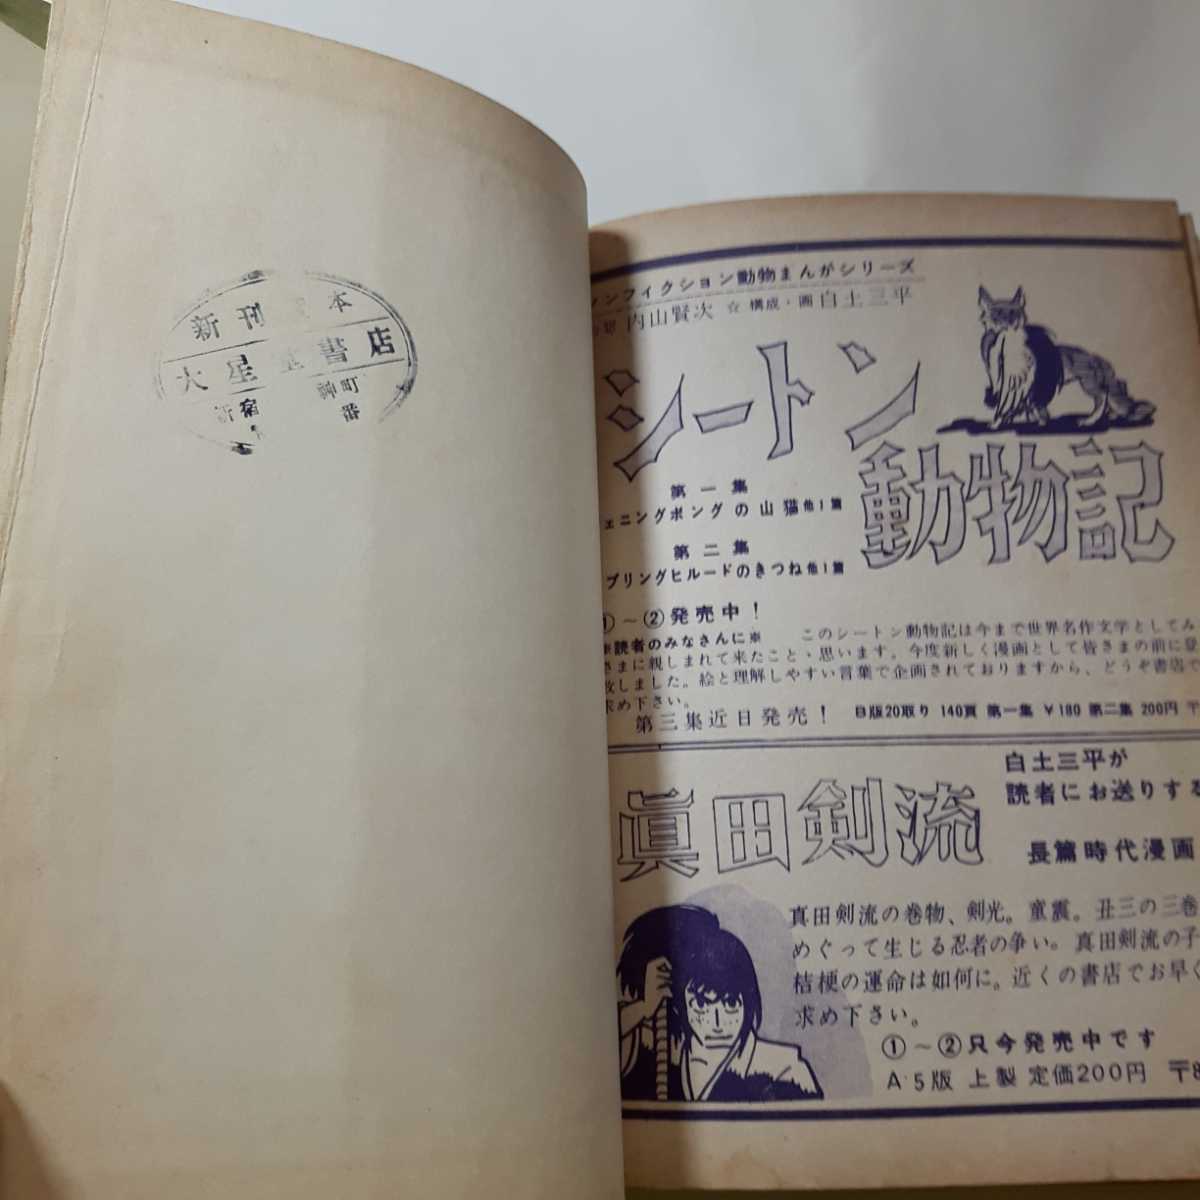 新刊 本
大星 書店
新宿 神町
番
ノンフィクション動物まんがシリーズ
内山賢次 ☆ 構成・画 白土三平
シートン
動物記
第一集
ェニングボングの山猫 他1篇
第二集
プリングヒルードのきつね 他1篇
①～②発売中！
※読者のみなさんに※ このシートン動物記は今まで世界名作文学としてみ
さまに親しまれて来たこと・思います。今度新しく漫画として皆さまの前に登
致しました。絵と理解しやすい言葉で企画されておりますから、どうぞ書店で
求め下さい。
第三集近日発売！ B版20取り 140頁 第一集 ¥180 第二集 200円 〒
白土三平が
読者にお送りする
眞田剣流
長篇時代漫画
真田剣流の巻物、剣光。童震。丑三の三巻
めぐって生じる忍者の争い。真田剣流の子
桔梗の運命は如何に。近くの書店でお早く
求め下さい。
①～②只今発売中です
A・5版 上製 定価200円 〒8